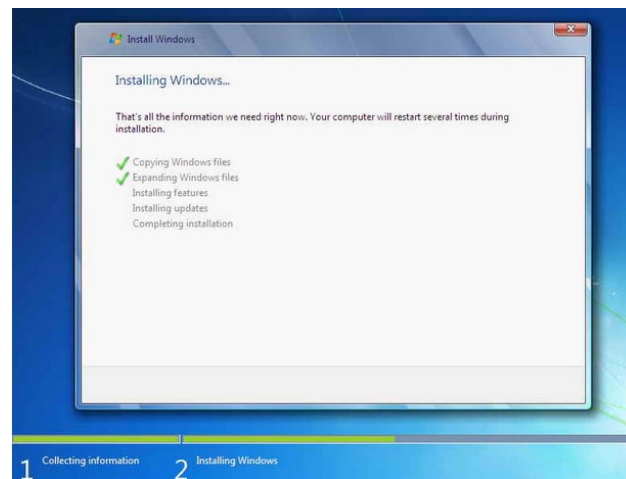 Install Windows
Installing Windows...
That's all the information we need right now. Your computer will restart several times during
installation.
Copying Windows files
Expanding Windows files
Installing features
Installing updates
Completing installation
1 Collecting information 2 Installing Windows